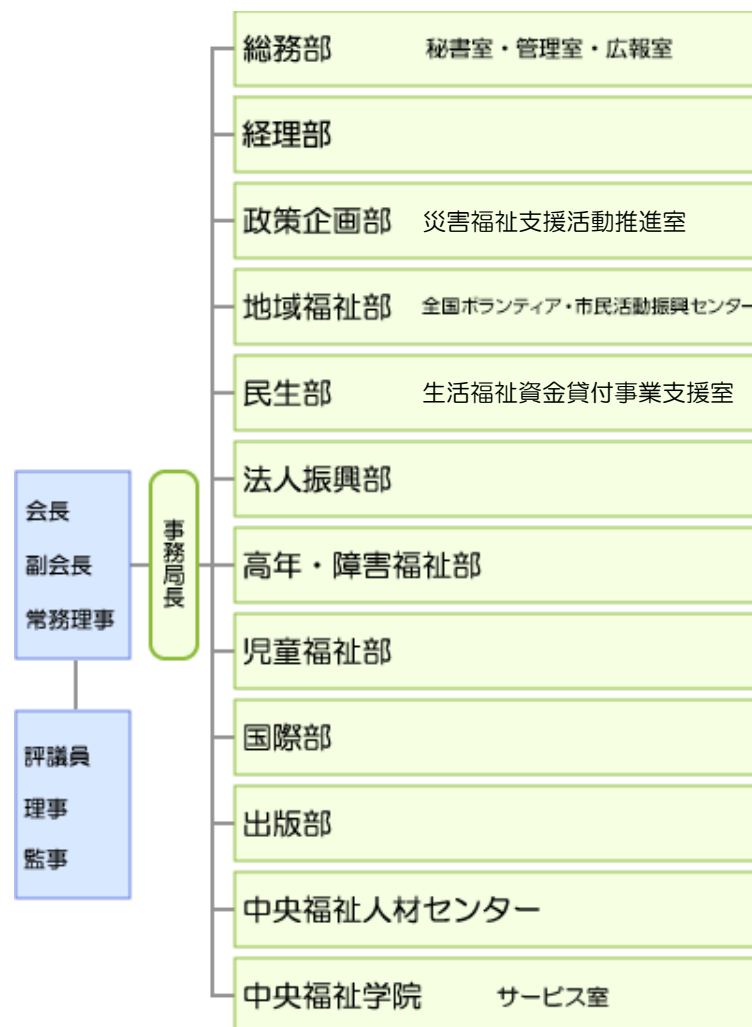 総務部 秘書室・管理室・広報室
経理部
政策企画部 災害福祉支援活動推進室
地域福祉部 全国ボランティア・市民活動振興センター
民生部 生活福祉資金貸付事業支援室
法人振興部
高年・障害福祉部
児童福祉部
国際部
出版部
中央福祉人材センター
中央福祉学院 サービス室
事務局長
会長
副会長
常務理事
評議員
理事
監事